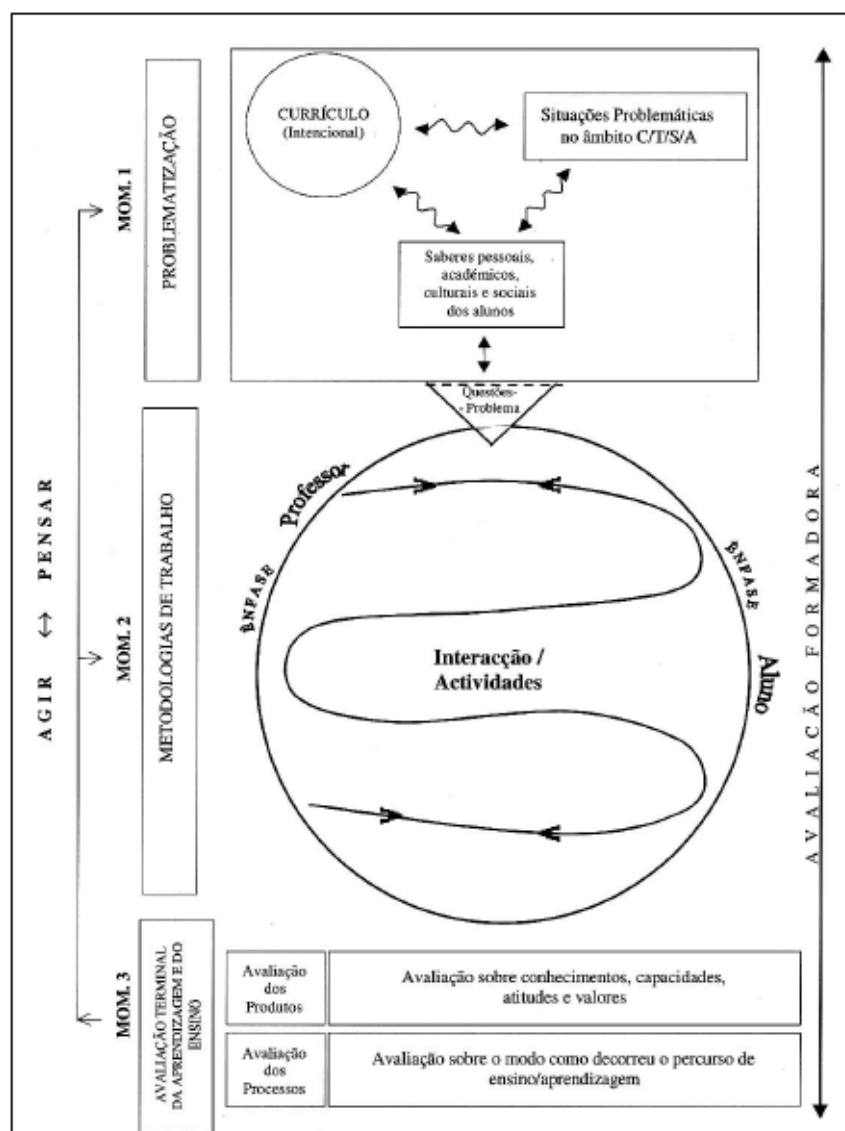 AGIR ↔ PENSAR
MOM. 1
PROBLEMATIZAÇÃO
CURRÍCULO
(Intencional)
Situações Problemáticas
no âmbito C/T/S/A
Saberes pessoais,
académicos,
culturais e sociais
dos alunos
Questões-
- Problema
MOM. 2
METODOLOGIAS DE TRABALHO
Professor
ÊNFASE
Interacção /
Actividades
ÊNFASE
Aluno
MOM. 3
AVALIAÇÃO TERMINAL
DA APRENDIZAGEM E DO
ENSINO
Avaliação
dos
Produtos
Avaliação sobre conhecimentos, capacidades,
atitudes e valores
Avaliação
dos
Processos
Avaliação sobre o modo como decorreu o percurso de
ensino/aprendizagem
AVALIAÇÃO FORMADORA